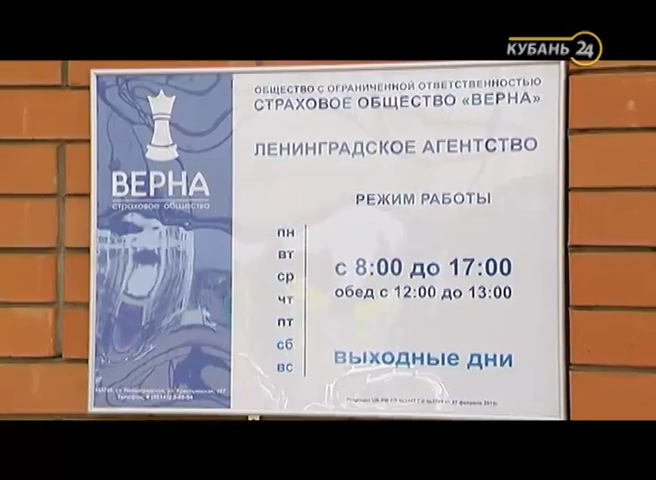 КУБАНЬ 24
ОБЩЕСТВО С ОГРАНИЧЕННОЙ ОТВЕТСТВЕННОСТЬЮ
СТРАХОВОЕ ОБЩЕСТВО «ВЕРНА»
ЛЕНИНГРАДСКОЕ АГЕНТСТВО
ВЕРНА
страховое общество
РЕЖИМ РАБОТЫ
пн
вт
ср
чт
пт
сб
вс
с 8:00 до 17:00
обед с 12:00 до 13:00
выходные дни